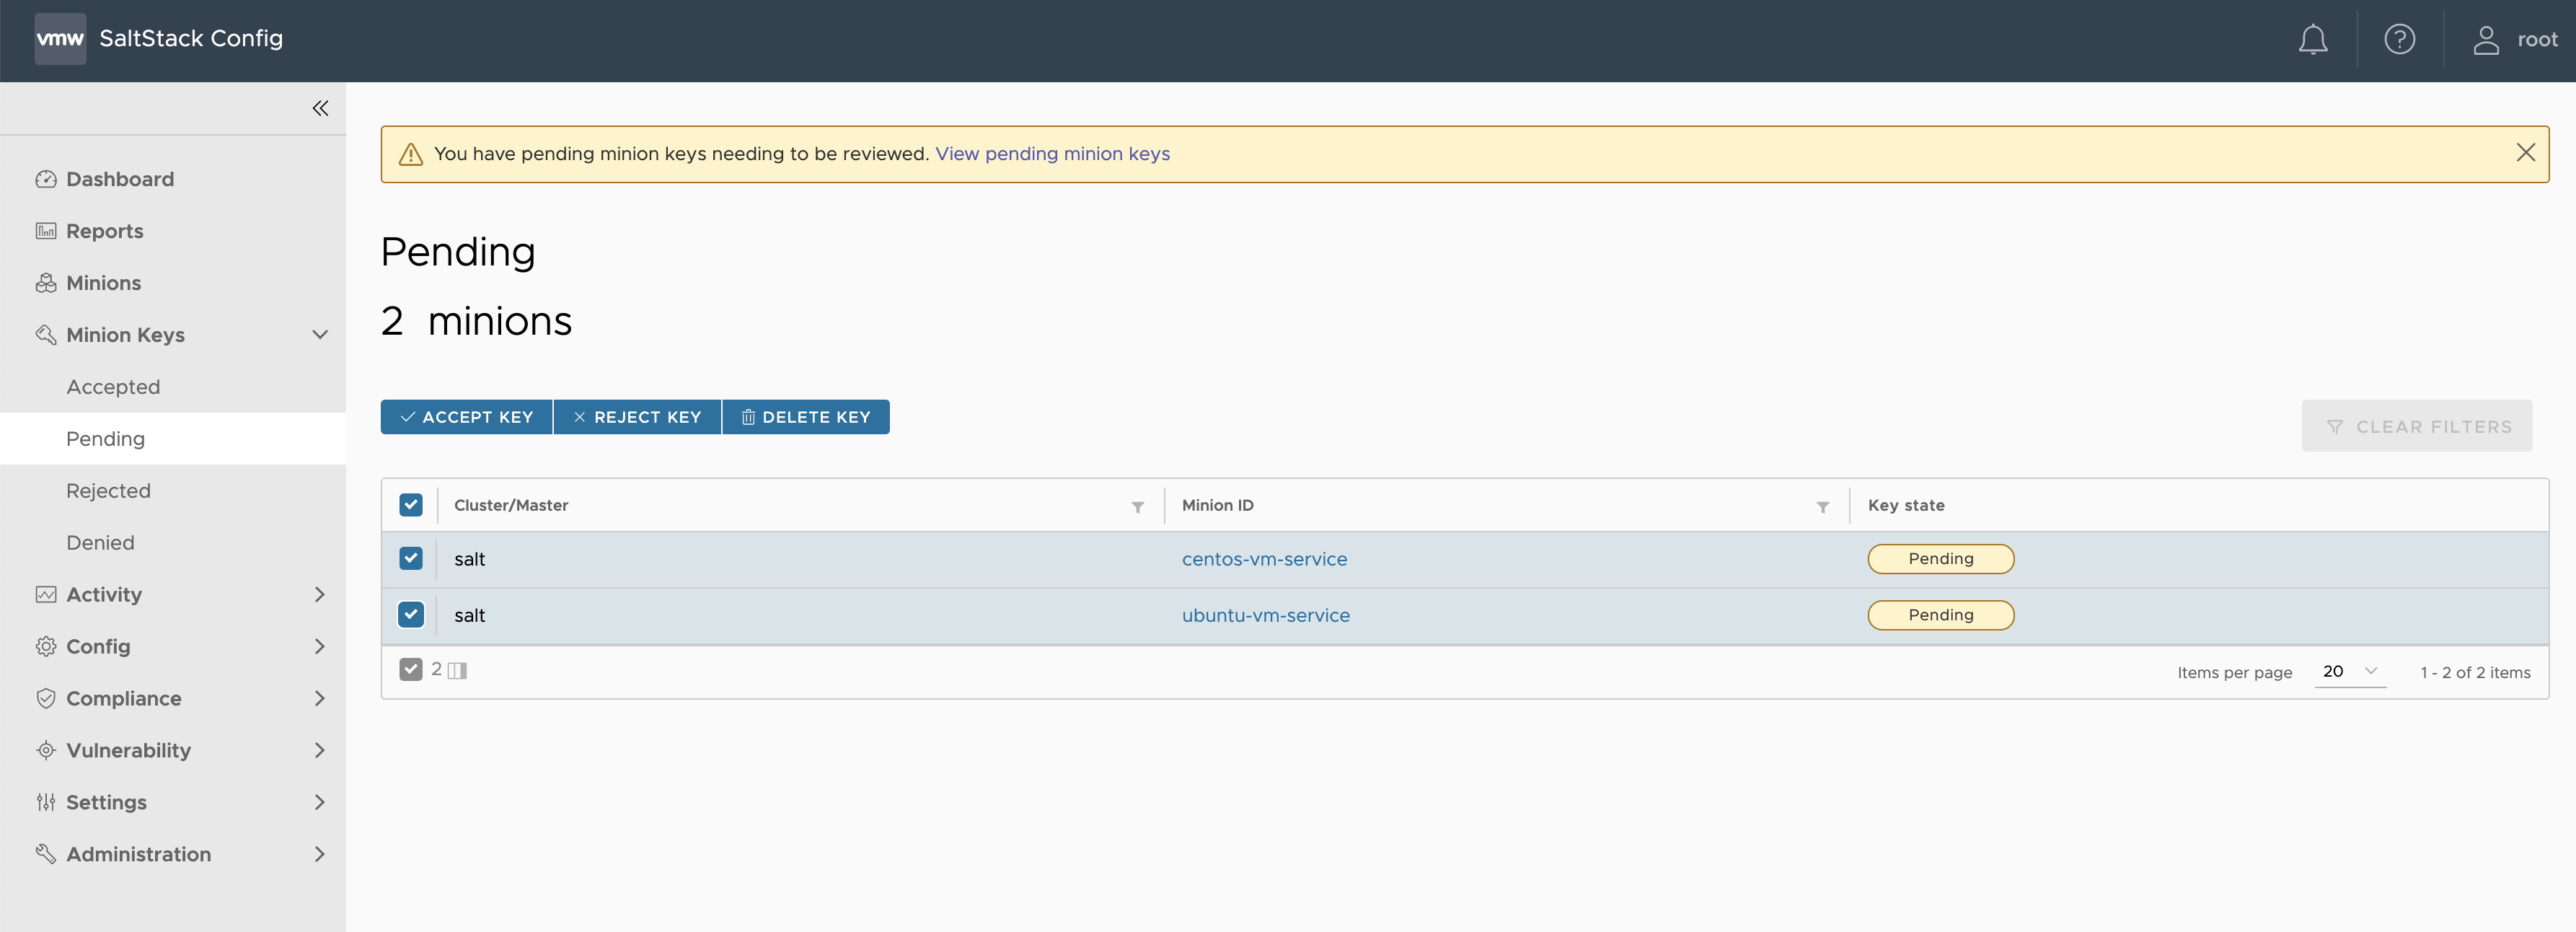 vmw SaltStack Config
root
Dashboard
Reports
Minions
Minion Keys
Accepted
Pending
Rejected
Denied
Activity
Config
Compliance
Vulnerability
Settings
Administration
You have pending minion keys needing to be reviewed. View pending minion keys
Pending
2 minions
ACCEPT KEY REJECT KEY DELETE KEY
CLEAR FILTERS
Cluster/Master Minion ID Key state
salt centos-vm-service Pending
salt ubuntu-vm-service Pending
2 Items per page 20 1 - 2 of 2 items